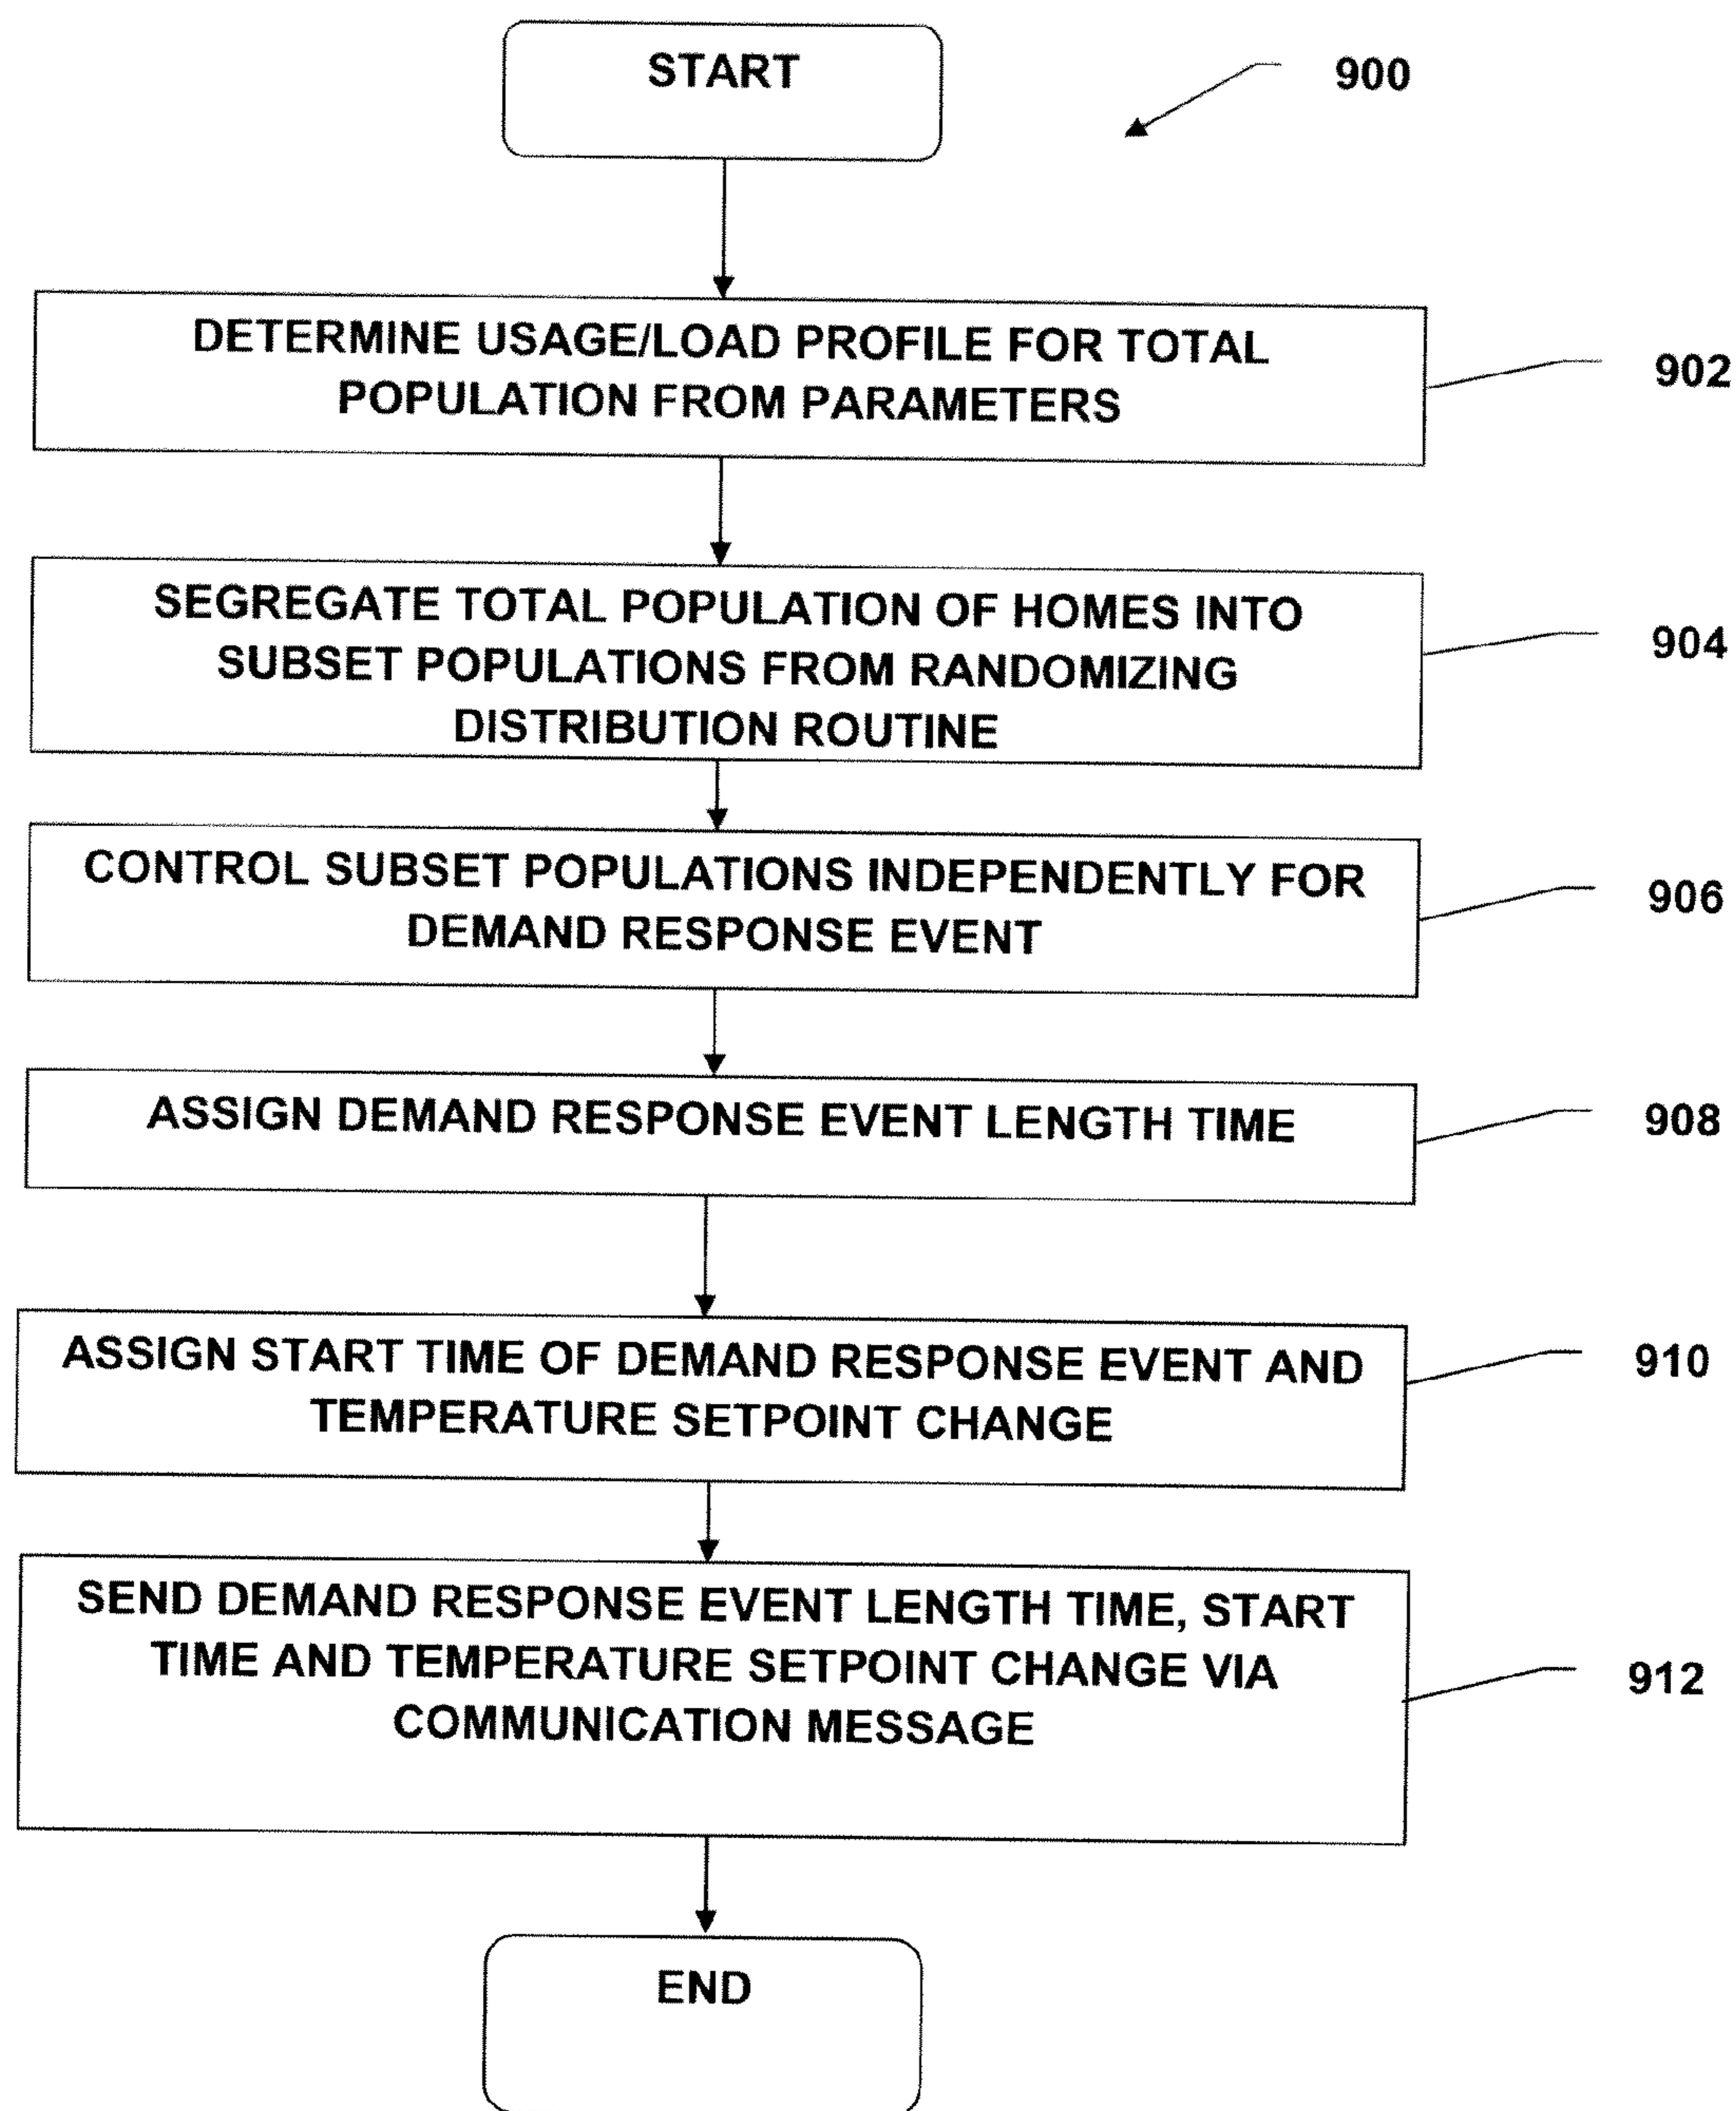 START
900
DETERMINE USAGE/LOAD PROFILE FOR TOTAL
POPULATION FROM PARAMETERS
902
SEGREGATE TOTAL POPULATION OF HOMES INTO
SUBSET POPULATIONS FROM RANDOMIZING
DISTRIBUTION ROUTINE
904
CONTROL SUBSET POPULATIONS INDEPENDENTLY FOR
DEMAND RESPONSE EVENT
906
ASSIGN DEMAND RESPONSE EVENT LENGTH TIME
908
ASSIGN START TIME OF DEMAND RESPONSE EVENT AND
TEMPERATURE SETPOINT CHANGE
910
SEND DEMAND RESPONSE EVENT LENGTH TIME, START
TIME AND TEMPERATURE SETPOINT CHANGE VIA
COMMUNICATION MESSAGE
912
END